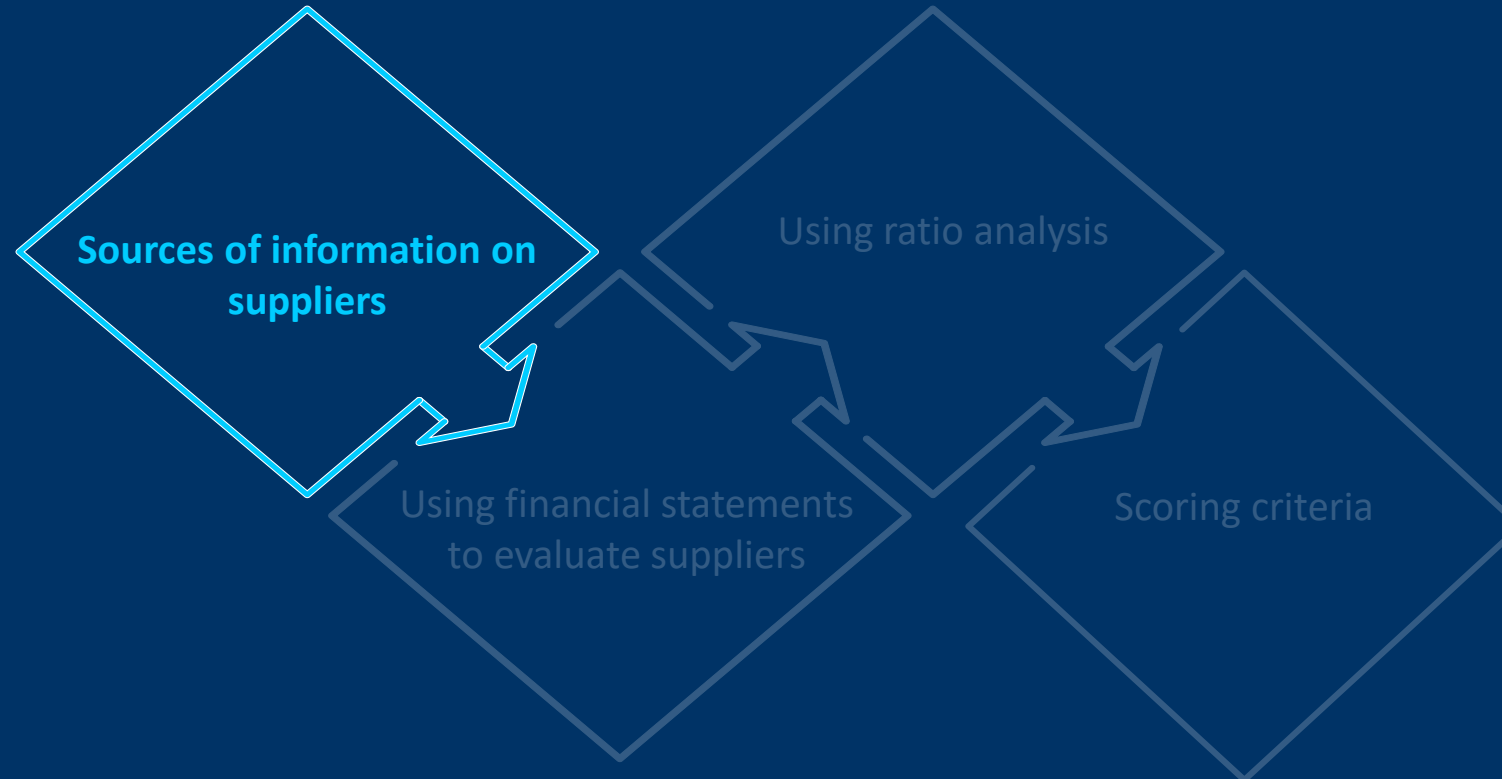 Sources of information on
suppliers
Using financial statements
to evaluate suppliers
Using ratio analysis
Scoring criteria